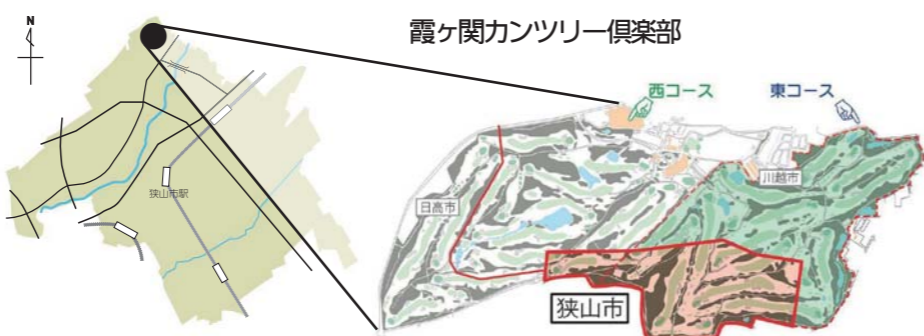 霞ヶ関カンツリー倶楽部
N
西コース
東コース
川越市
日高市
狭山市駅
狭山市